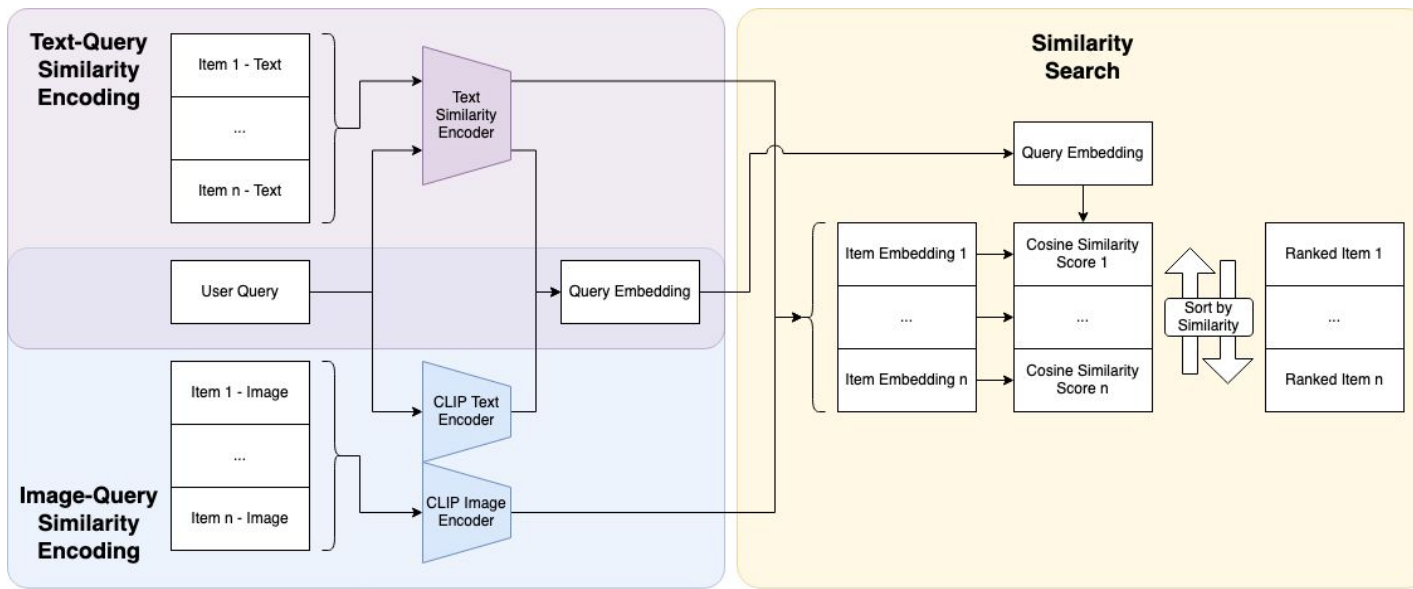 Text-Query
Similarity
Encoding
Item 1 - Text
...
Item n - Text
Text
Similarity
Encoder
User Query
Query Embedding
Item 1 - Image
...
Item n - Image
Image-Query
Similarity
Encoding
CLIP Text
Encoder
CLIP Image
Encoder
Similarity
Search
Query Embedding
Item Embedding 1
...
Item Embedding n
Cosine Similarity
Score 1
...
Cosine Similarity
Score n
Sort by
Similarity
Ranked Item 1
...
Ranked Item n